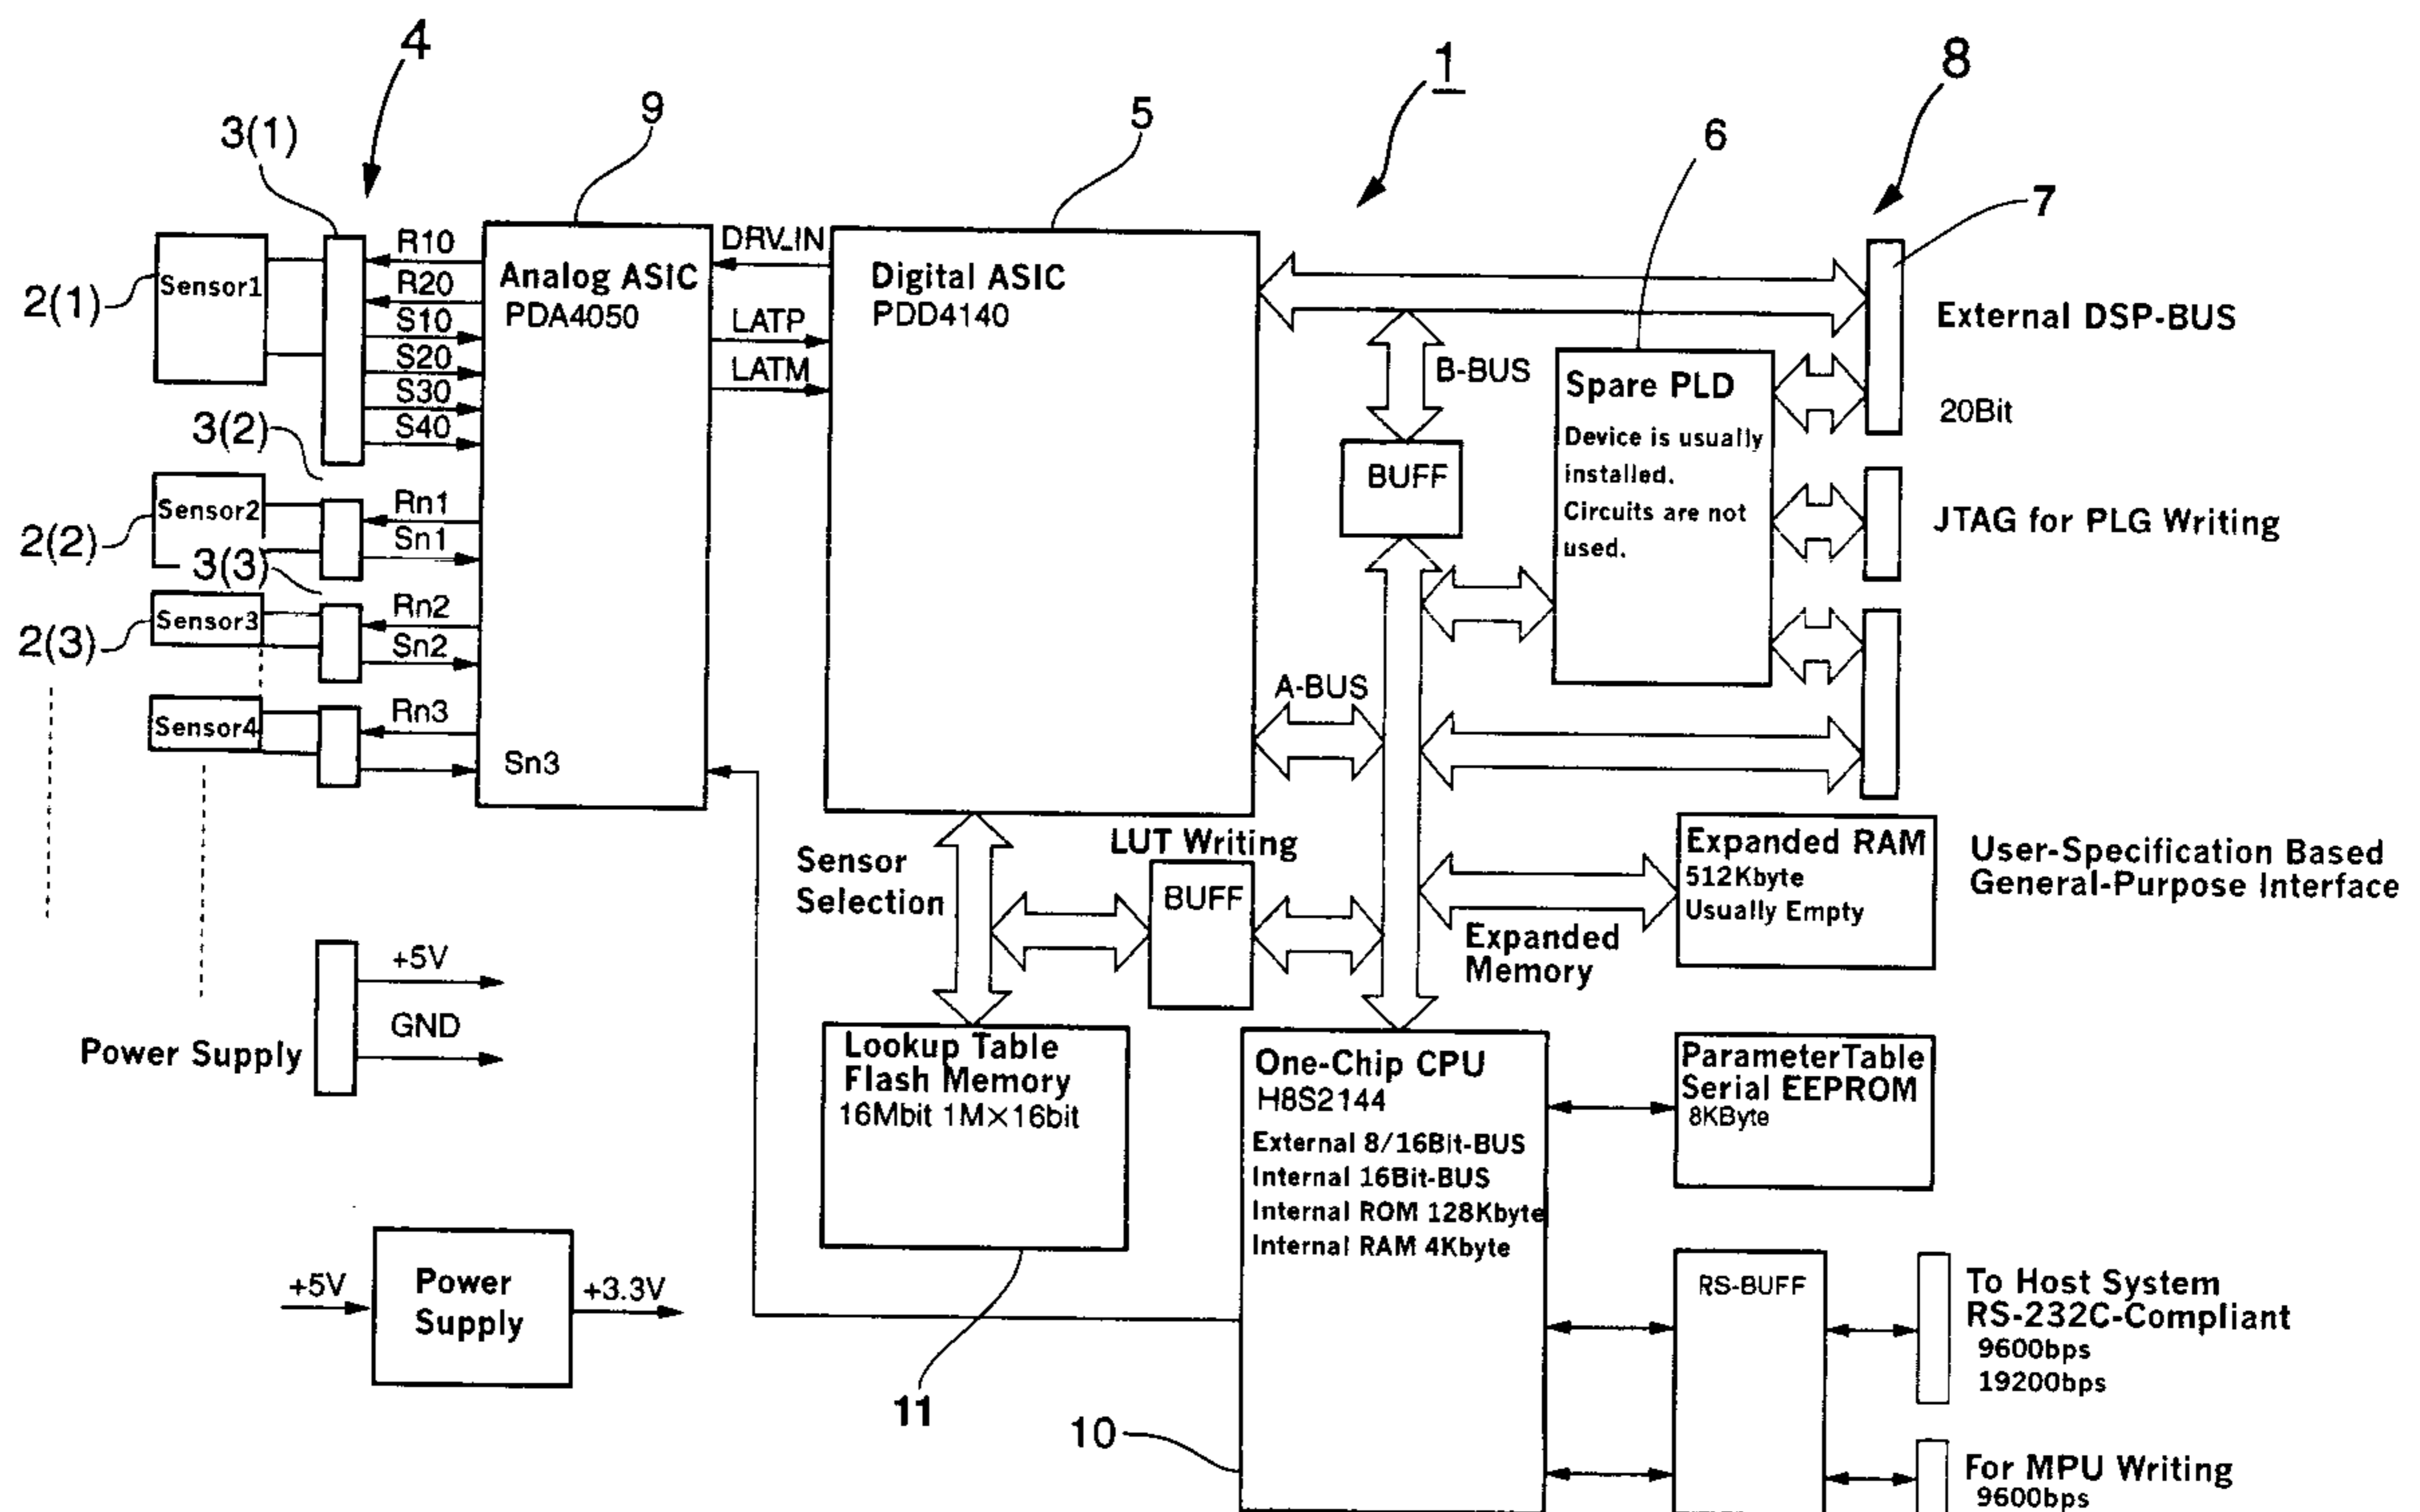 4
1
8
9
5
3(1)
6
7
R10
DRV_IN
R20
Sensor1
Analog ASIC
PDA4050
Digital ASIC
PDD4140
2(1)
S10
LATP
External DSP-BUS
S20
LATM
B-BUS
S30
Spare PLD
Device is usually
installed.
Circuits are not
used.
20Bit
3(2)
S40
BUFF
Sensor2
Rn1
2(2)
Sn1
JTAG for PLG Writing
3(3)
Rn2
Sensor3
2(3)
Sn2
A-BUS
Rn3
Sensor4
Sn3
LUT Writing
Sensor
Selection
BUFF
Expanded RAM
512Kbyte
Usually Empty
User-Specification Based
General-Purpose Interface
Expanded
Memory
+5V
GND
Power Supply
Lookup Table
Flash Memory
16Mbit 1M×16bit
One-Chip CPU
H8S2144
External 8/16Bit-BUS
Internal 16Bit-BUS
Internal ROM 128Kbyte
Internal RAM 4Kbyte
ParameterTable
Serial EEPROM
8KByte
+5V
Power
Supply
+3.3V
RS-BUFF
To Host System
RS-232C-Compliant
9600bps
19200bps
11
10
For MPU Writing
9600bps